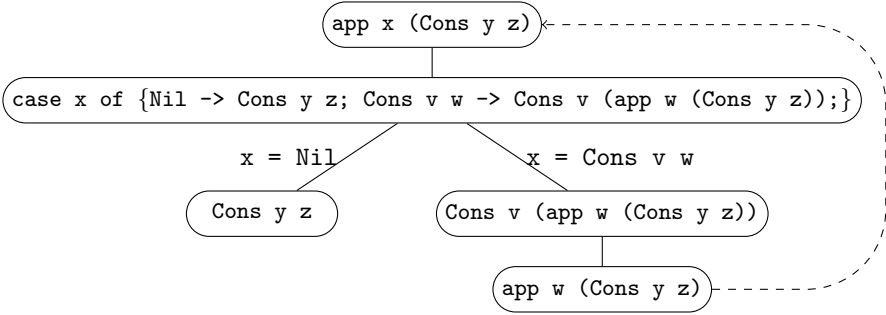 app x (Cons y z)
case x of {Nil -> Cons y z; Cons v w -> Cons v (app w (Cons y z));}
x = Nil
x = Cons v w
Cons y z
Cons v (app w (Cons y z))
app w (Cons y z)